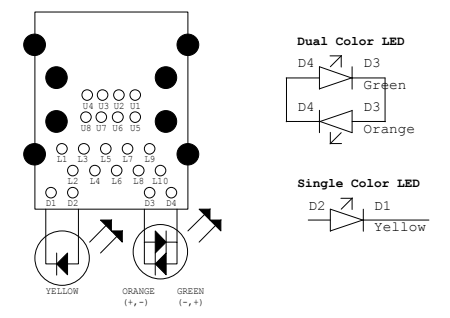 Dual Color LED
D4 D3
Green
D4 D3
Orange
U4 U3 U2 U1
U8 U7 U6 U5
L1 L3 L5 L7 L9
L2 L4 L6 L8 L10
D1 D2 D3 D4
Single Color LED
D2 D1
Yellow
YELLOW ORANGE GREEN
(+,-) (-,+)